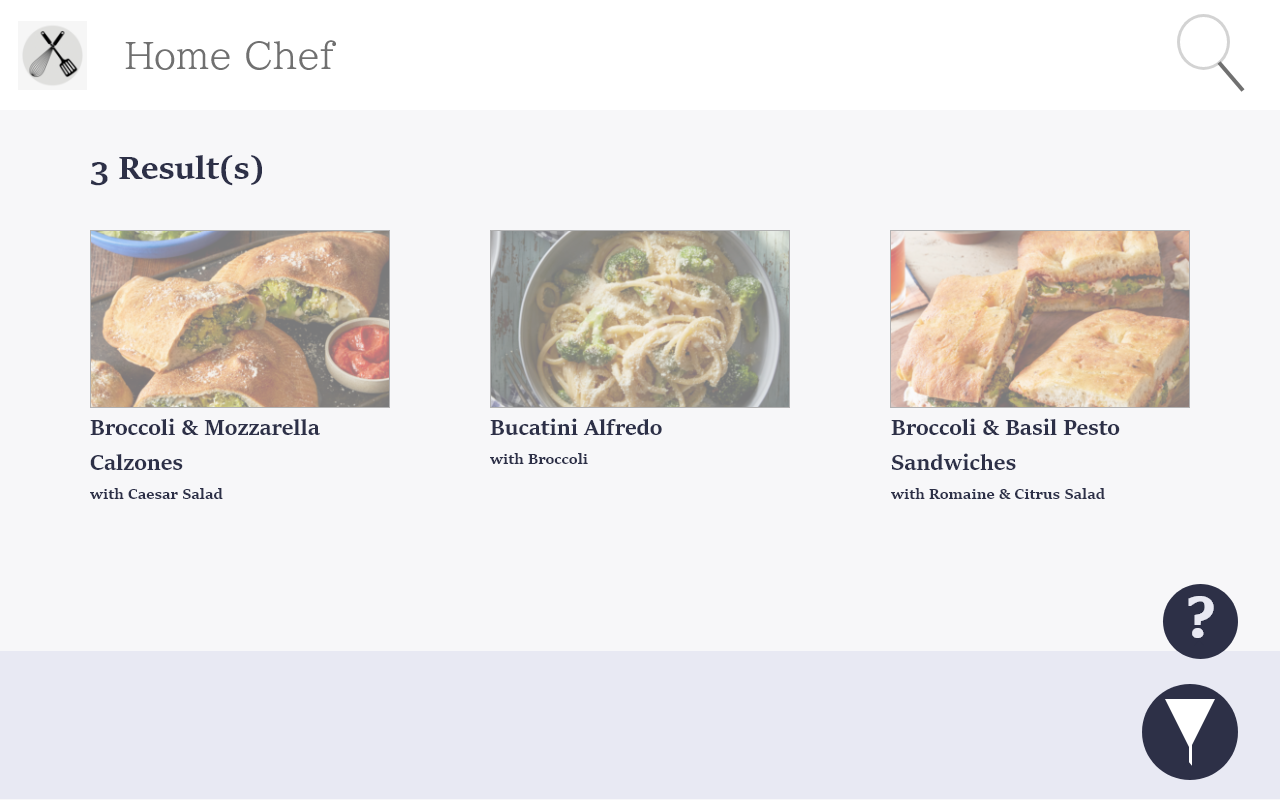 Home Chef
3 Result(s)
Broccoli & Mozzarella
Calzones
with Caesar Salad
Bucatini Alfredo
with Broccoli
Broccoli & Basil Pesto
Sandwiches
with Romaine & Citrus Salad
?